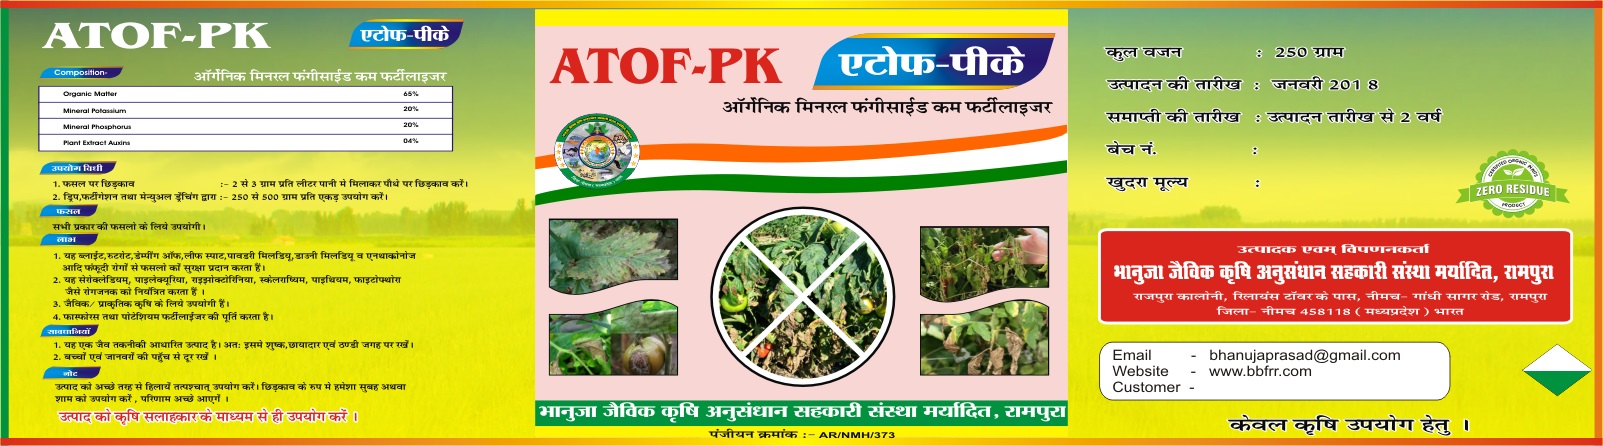 ATOF-PK
एटोफ-पीके
Composition-
ऑर्गेनिक मिनरल फंगीसाईड कम फर्टीलाइजर
Organic Matter 65%
Mineral Potassium 20%
Mineral Phosphorus 20%
Plant Extract Auxins 04%
उपयोग विधी
1. फसल पर छिड़काव :- 2 से 3 ग्राम प्रति लीटर पानी मे मिलाकर पौधे पर छिड़काव करें।
2. ड्रिप,फर्टीगेशन तथा मेन्युअल ड्रेंचिंग द्वारा :- 250 से 500 ग्राम प्रति एकड़ उपयोग करें।
फसल
सभी प्रकार की फसलो के लिये उपयोगी।
लाभ
1. यह ब्लाईट,रुटरोट,डेम्पींग ऑफ,लीफ स्पाट,पावडरी मिलडियू,डाउनी मिलडियू व एनथाक्रोनोज
आदि फंफूदी रोगों से फसलो का सुरक्षा प्रदान करता हैं।
2. यह सेराेक्लेडियम, पाइलेक्यूरिया, राइझोक्टोरिनिया, स्केलराष्यिम, पाइथियम, फाइटोफ्थोरा
जैसे रोगजनक को नियंत्रित करता हैं ।
3. जैविक/ प्राकृतिक कृषि के लिये उपयोगी हैं।
4. फास्फोरस तथा पोटेशियम फर्टीलाईजर की पूर्ति करता है।
सावधानियाँ
1. यह एक जैव तकनीकी आधारित उत्पाद है। अतः इसमे शुष्क,छायादार एवं ठण्डी जगह पर रखें।
2. बच्चों एवं जानवरों की पहुँच से दूर रखें ।
नोट
उत्पाद को अच्छे तरह से हिलायें तत्पश्चात् उपयोग करें। छिड़काव के रुप मे हमेशा सुबह अथवा
शाम को उपयोग करें , परिणाम अच्छे आएगें ।
उत्पाद को कृषि सलाहकार के माध्यम से ही उपयोग करें ।
ATOF-PK
एटोफ-पीके
ऑर्गेनिक मिनरल फंगीसाईड कम फर्टीलाइजर
भानुजा जैविक कृषि अनुसंधान सहकारी संस्था मर्यादित, रामपुरा
पंजीयन क्रमांक :- AR/NMH/373
कुल वजन : 250 ग्राम
उत्पादन की तारीख : जनवरी 201 8
समाप्ती की तारीख : उत्पादन तारीख से 2 वर्ष
बेच नं. :
खुदरा मूल्य :
CERTIFIED ORGANIC INPUTS
ZERO RESIDUE
PRODUCT
उत्पादक एवम् विपणनकर्ता
भानुजा जैविक कृषि अनुसंधान सहकारी संस्था मर्यादित, रामपुरा
राजपुरा कालोनी, रिलायंस टॉवर के पास, नीमच- गांधी सागर रोड, रामपुरा
जिला- नीमच 458118 ( मध्यप्रदेश ) भारत
Email - bhanujaprasad@gmail.com
Website - www.bbfrr.com
Customer -
केवल कृषि उपयोग हेतु ।